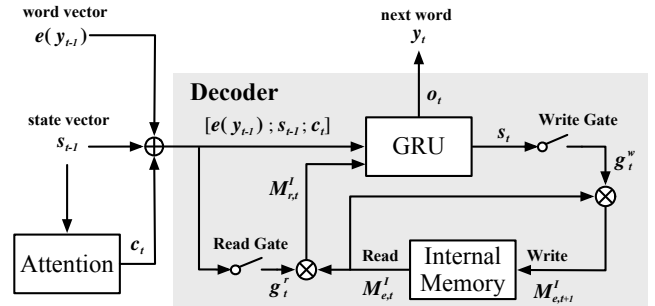 word vector
e(y_{t-1})
state vector
s_{t-1}
Attention
c_t
Decoder
[e(y_{t-1}) ; s_{t-1} ; c_t]
next word
y_t
o_t
GRU
s_t
Write Gate
g_t^w
M_{r,t}^I
Read Gate
g_t^r
Read
M_{e,t}^I
Internal
Memory
Write
M_{e,t+1}^I